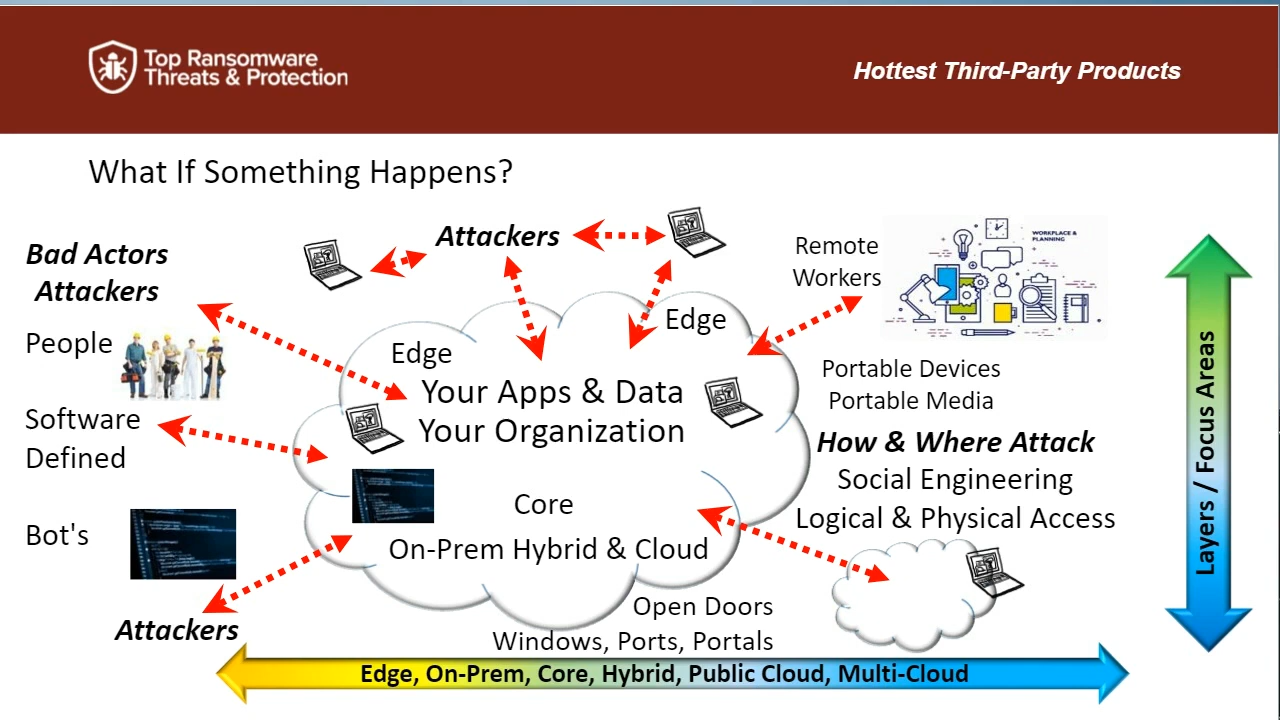 Top Ransomware
Threats & Protection
Hottest Third-Party Products
What If Something Happens?
Bad Actors
Attackers
People
Software
Defined
Bot's
Attackers
Attackers
Edge
Edge
Your Apps & Data
Your Organization
Core
On-Prem Hybrid & Cloud
Open Doors
Windows, Ports, Portals
Remote
Workers
WORKPLACE &
PLANNING
Portable Devices
Portable Media
How & Where Attack
Social Engineering
Logical & Physical Access
Layers / Focus Areas
Edge, On-Prem, Core, Hybrid, Public Cloud, Multi-Cloud